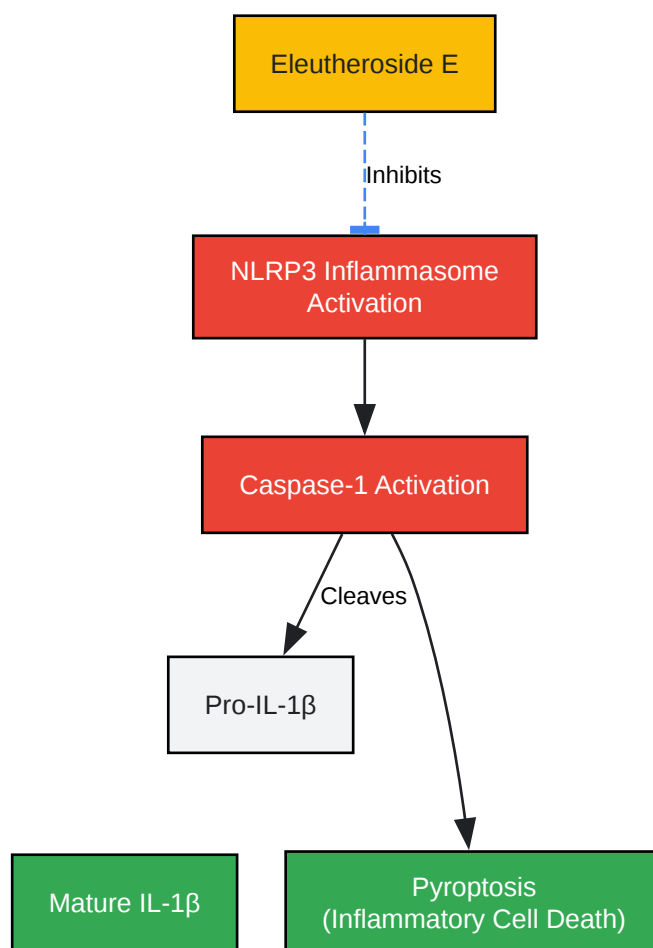 Eleutheroside E
Inhibits
NLRP3 Inflammasome
Activation
Caspase-1 Activation
Cleaves
Pro-IL-1β
Mature IL-1β
Pyroptosis
(Inflammatory Cell Death)